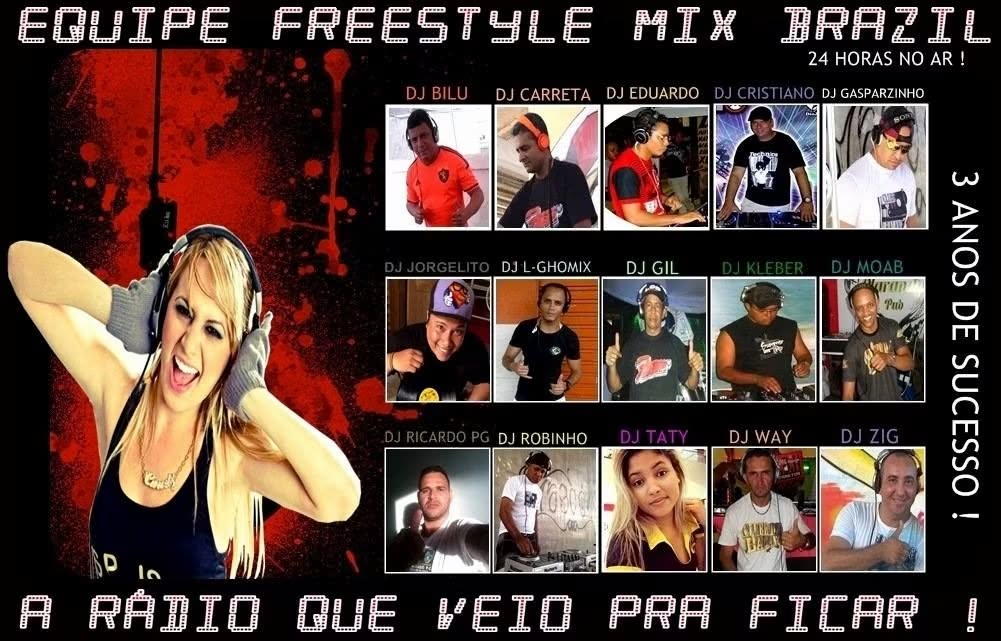 EQUIPE FREESTYLE MIX BRAZIL
24 HORAS NO AR !
DJ BILU
DJ CARRETA
DJ EDUARDO
DJ CRISTIANO
DJ GASPARZINHO
DJ JORGELITO
DJ L-GHOMIX
DJ GIL
DJ KLEBER
DJ MOAB
DJ RICARDO PG
DJ ROBINHO
DJ TATY
DJ WAY
DJ ZIG
3 ANOS DE SUCESSO !
A RÁDIO QUE VEIO PRA FICAR !